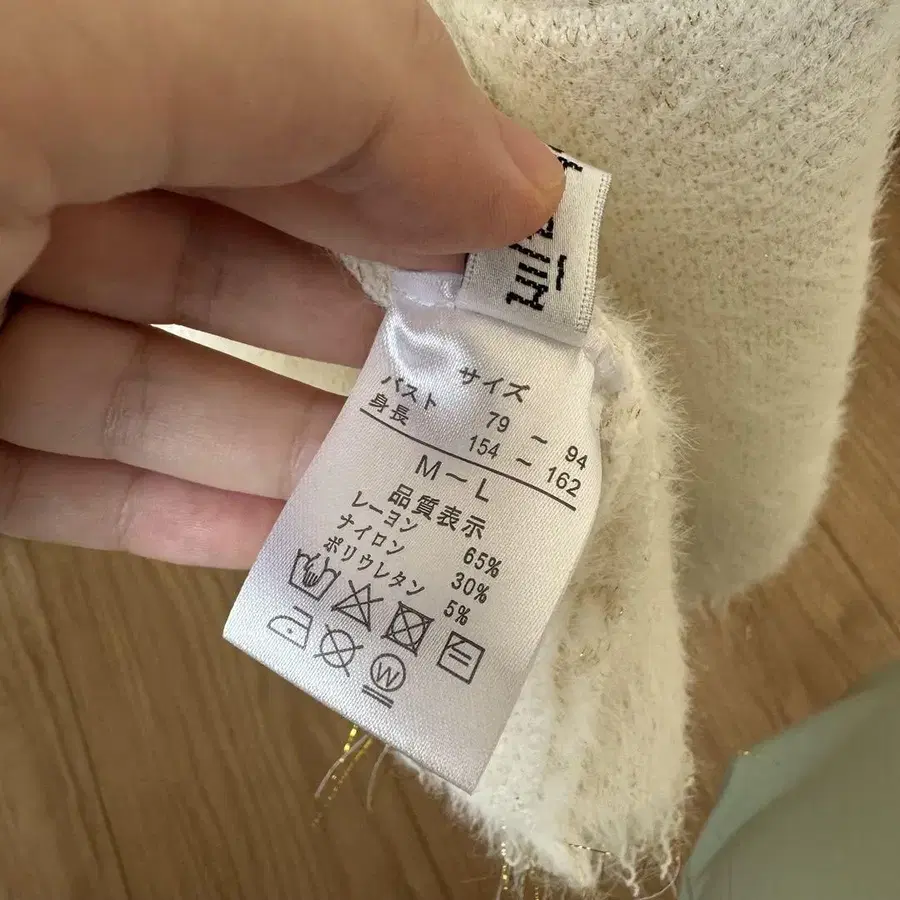 サイズ
バスト 79 ~ 94
身長 154 ~ 162
M~L
品質表示
レーヨン 65%
ナイロン 30%
ポリウレタン 5%
W